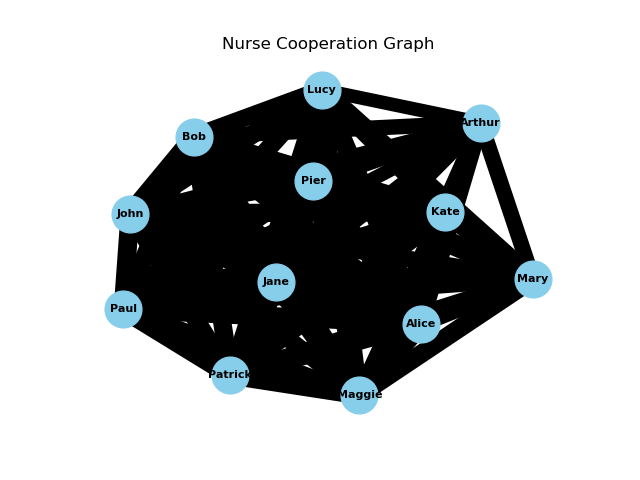 Nurse Cooperation Graph
Lucy
Arthur
Bob
Pier
Kate
John
Jane
Mary
Paul
Alice
Patrick
Maggie